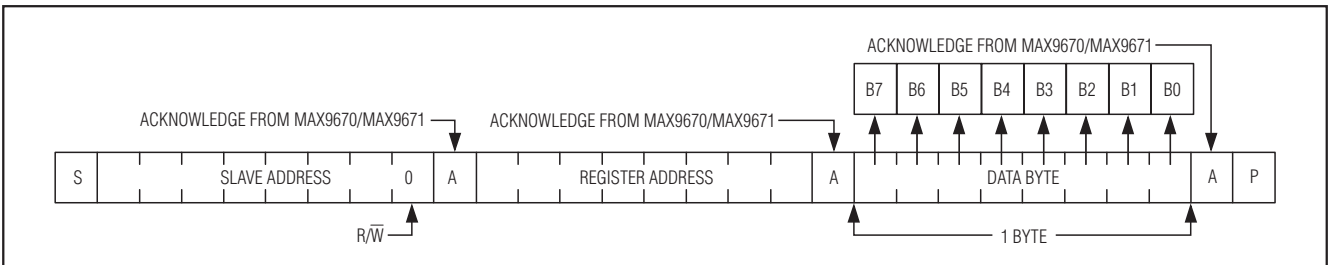 ACKNOWLEDGE FROM MAX9670/MAX9671
B7 B6 B5 B4 B3 B2 B1 B0
ACKNOWLEDGE FROM MAX9670/MAX9671 ACKNOWLEDGE FROM MAX9670/MAX9671
S SLAVE ADDRESS 0 A REGISTER ADDRESS A DATA BYTE A P
R/W̅ 1 BYTE